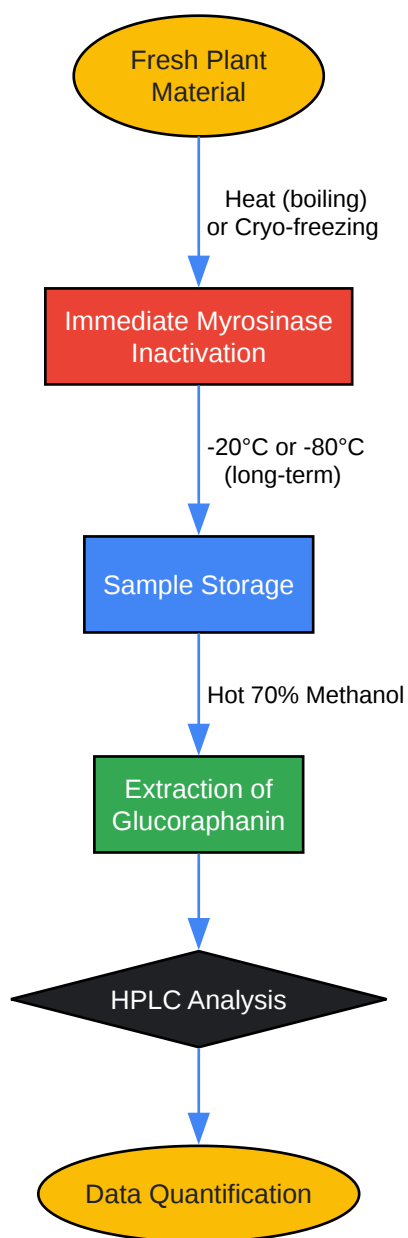 Fresh Plant
Material
Heat (boiling)
or Cryo-freezing
Immediate Myrosinase
Inactivation
-20°C or -80°C
(long-term)
Sample Storage
Hot 70% Methanol
Extraction of
Glucoraphanin
HPLC Analysis
Data Quantification